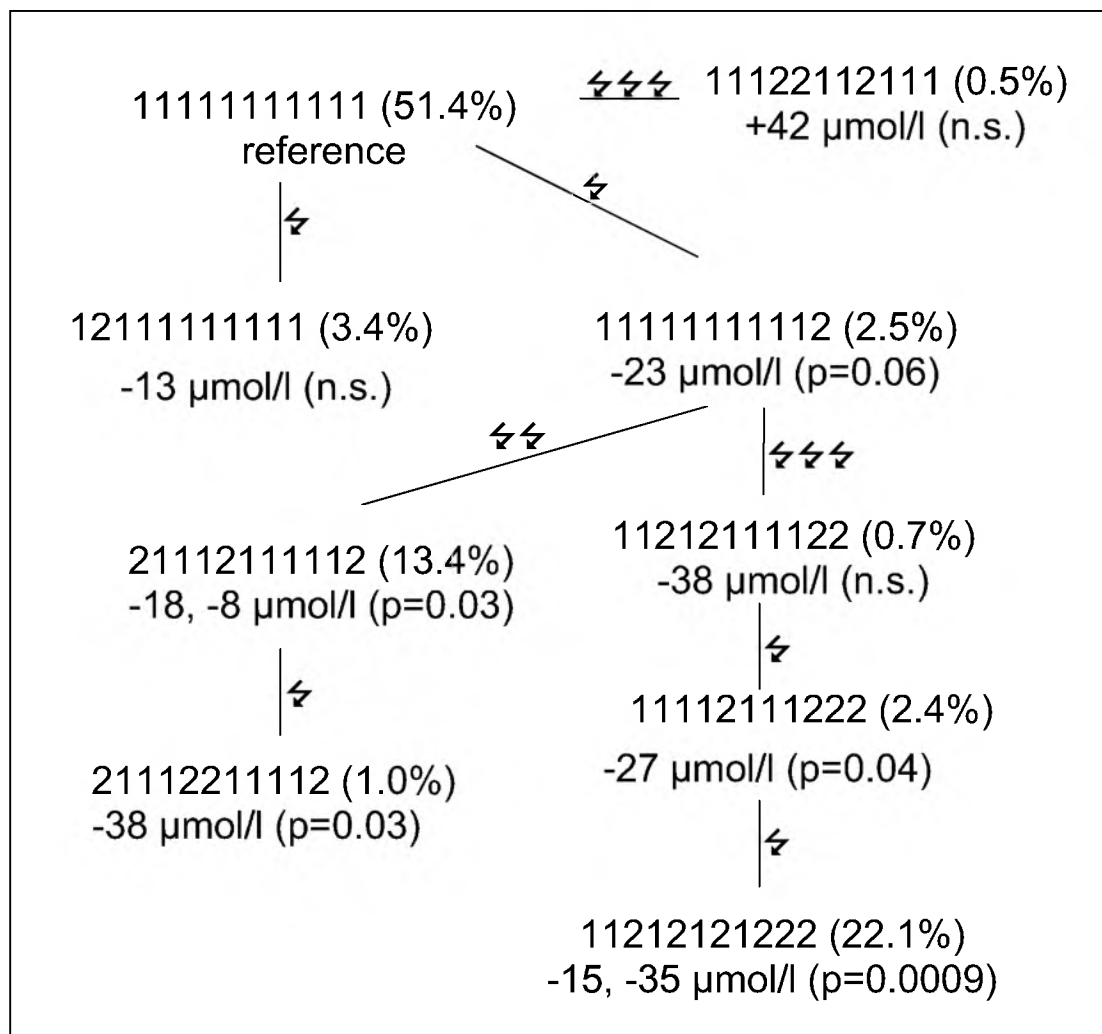 11111111111 (51.4%)
reference
11122112111 (0.5%)
+42 µmol/l (n.s.)
12111111111 (3.4%)
-13 µmol/l (n.s.)
11111111112 (2.5%)
-23 µmol/l (p=0.06)
21112111112 (13.4%)
-18, -8 µmol/l (p=0.03)
11212111122 (0.7%)
-38 µmol/l (n.s.)
21112211112 (1.0%)
-38 µmol/l (p=0.03)
11112111222 (2.4%)
-27 µmol/l (p=0.04)
11212121222 (22.1%)
-15, -35 µmol/l (p=0.0009)